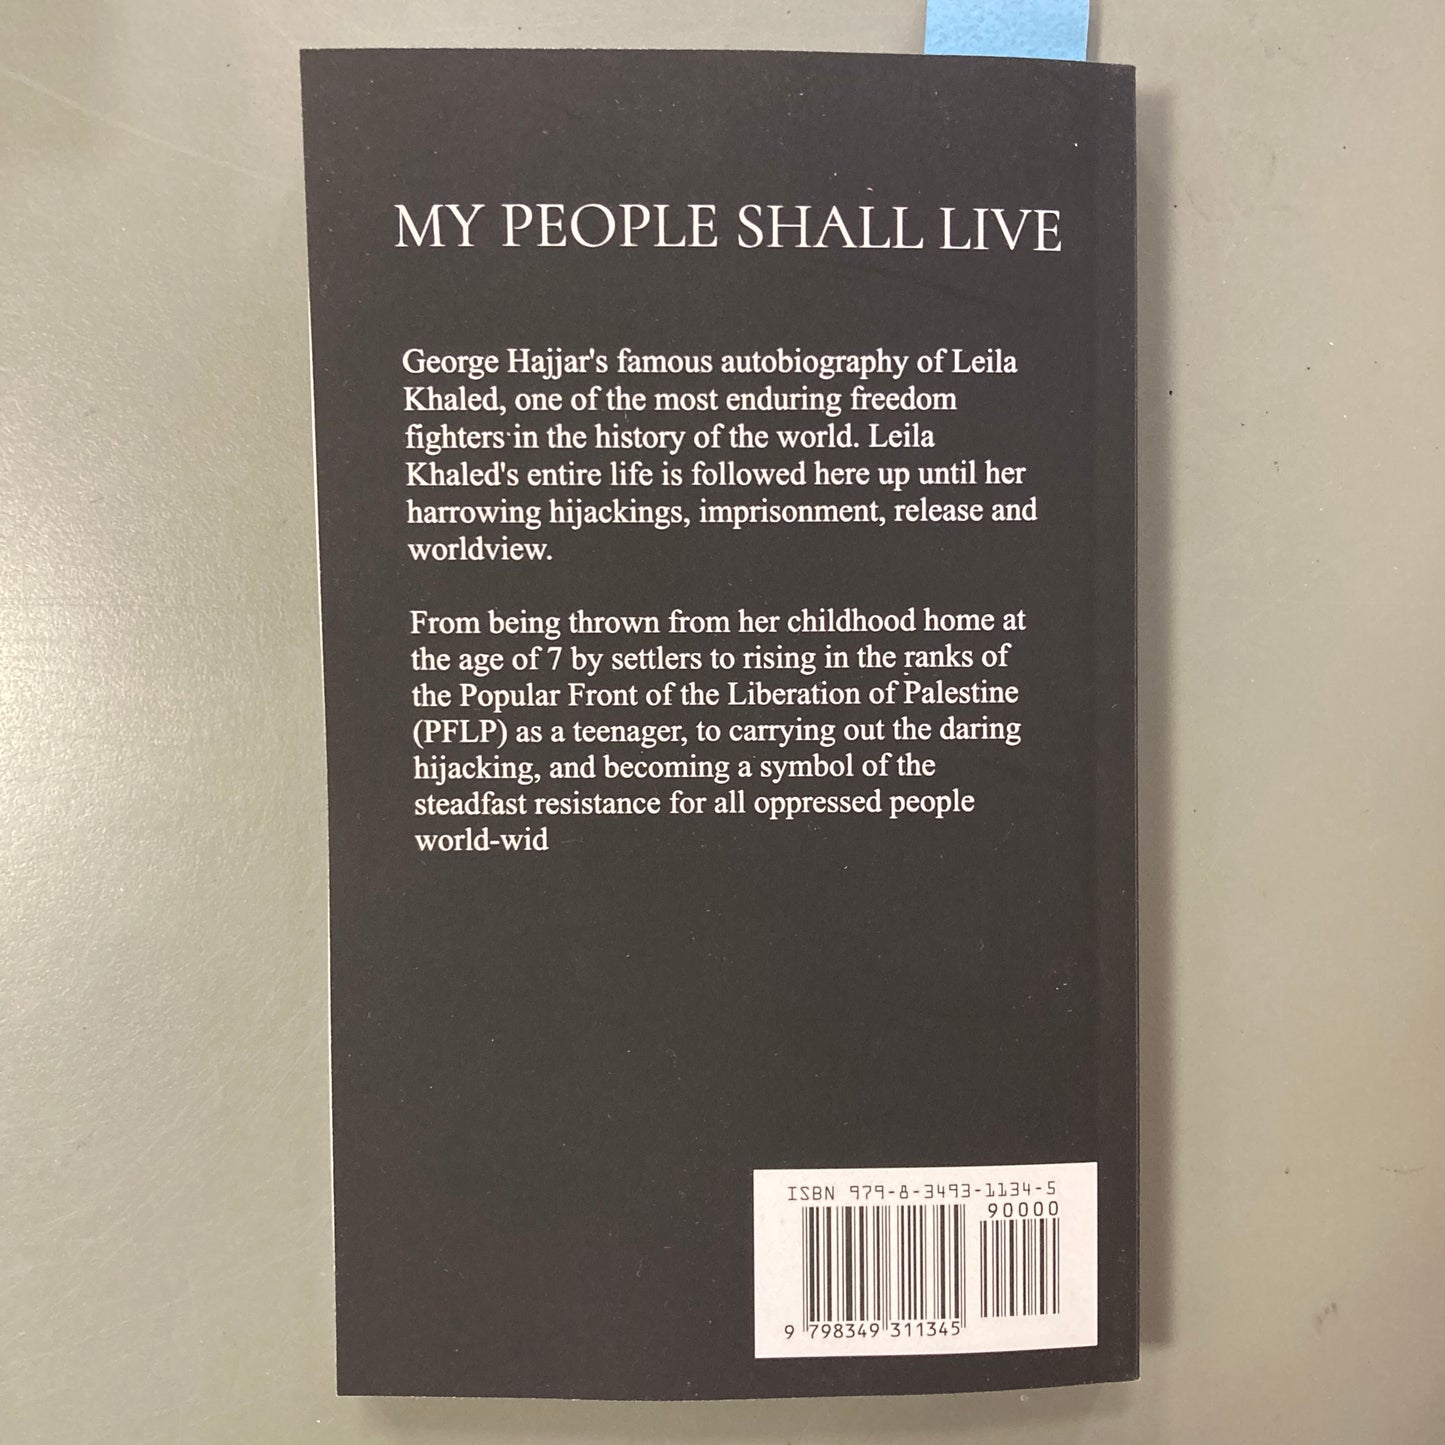 MY PEOPLE SHALL LIVE
George Hajjar's famous autobiography of Leila
Khaled, one of the most enduring freedom
fighters in the history of the world. Leila
Khaled's entire life is followed here up until her
harrowing hijackings, imprisonment, release and
worldview.
From being thrown from her childhood home at
the age of 7 by settlers to rising in the ranks of
the Popular Front of the Liberation of Palestine
(PFLP) as a teenager, to carrying out the daring
hijacking, and becoming a symbol of the
steadfast resistance for all oppressed people
world-wid
ISBN 979-8-3493-1134-5
90000
9 798349 311345